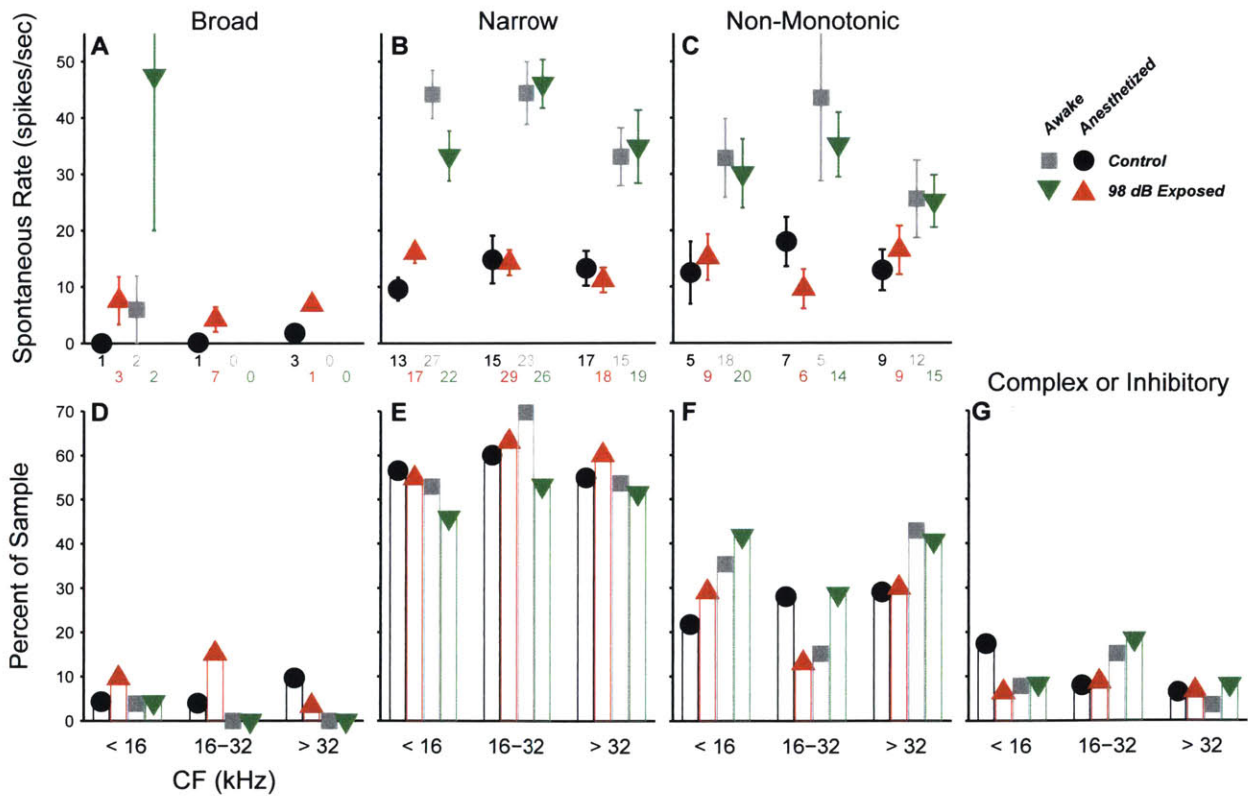 Broad
Narrow
Non-Monotonic
A
B
C
Spontaneous Rate (spikes/sec)
50
40
30
20
10
0
Awake
Anesthetized
Control
98 dB Exposed
1 2 1 0 3 0
3 2 7 0 1 0
13 27 15 23 17 15
17 22 29 26 18 19
5 18 7 5 9 12
9 20 6 14 9 15
Complex or Inhibitory
D
E
F
G
Percent of Sample
70
60
50
40
30
20
10
0
< 16 16−32 > 32
< 16 16−32 > 32
< 16 16−32 > 32
< 16 16−32 > 32
CF (kHz)